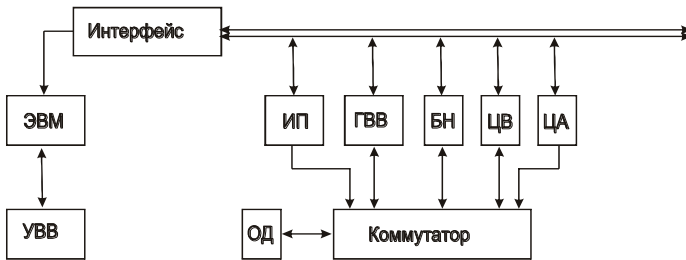 Интерфейс
ЭВМ
ИП
ГВВ
БН
ЦВ
ЦА
УВВ
ОД
Коммутатор